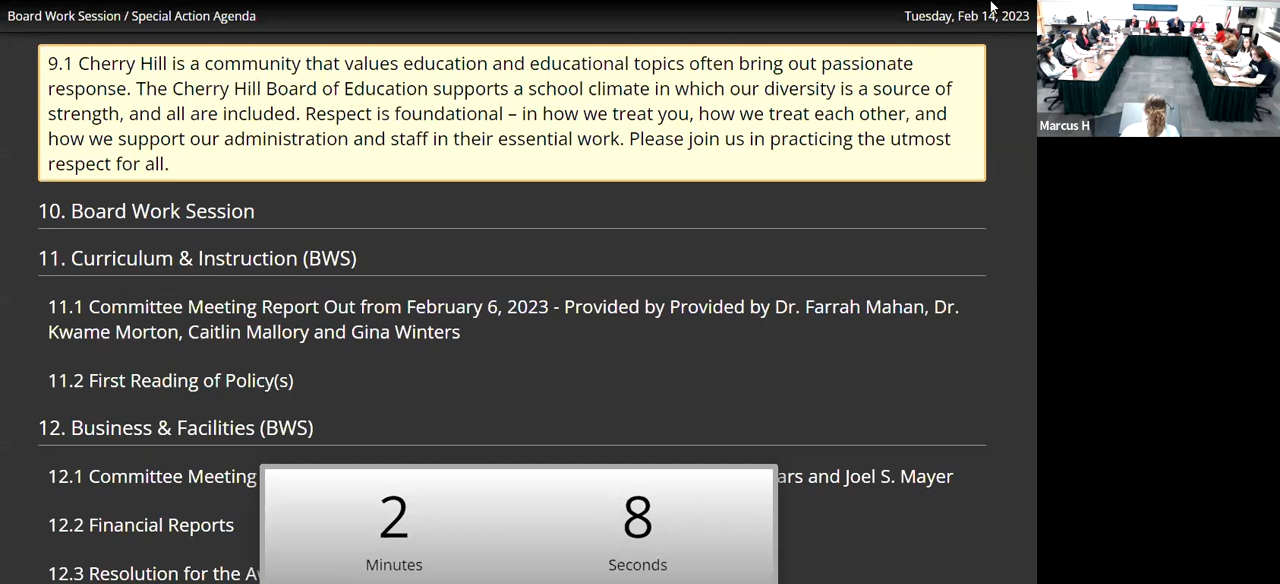 Board Work Session / Special Action Agenda
Tuesday, Feb 14, 2023
9.1 Cherry Hill is a community that values education and educational topics often bring out passionate
response. The Cherry Hill Board of Education supports a school climate in which our diversity is a source of
strength, and all are included. Respect is foundational – in how we treat you, how we treat each other, and
how we support our administration and staff in their essential work. Please join us in practicing the utmost
respect for all.
Marcus H
10. Board Work Session
11. Curriculum & Instruction (BWS)
11.1 Committee Meeting Report Out from February 6, 2023 - Provided by Provided by Dr. Farrah Mahan, Dr.
Kwame Morton, Caitlin Mallory and Gina Winters
11.2 First Reading of Policy(s)
12. Business & Facilities (BWS)
12.1 Committee Meeting ars and Joel S. Mayer
12.2 Financial Reports
12.3 Resolution for the
2 8
Minutes Seconds